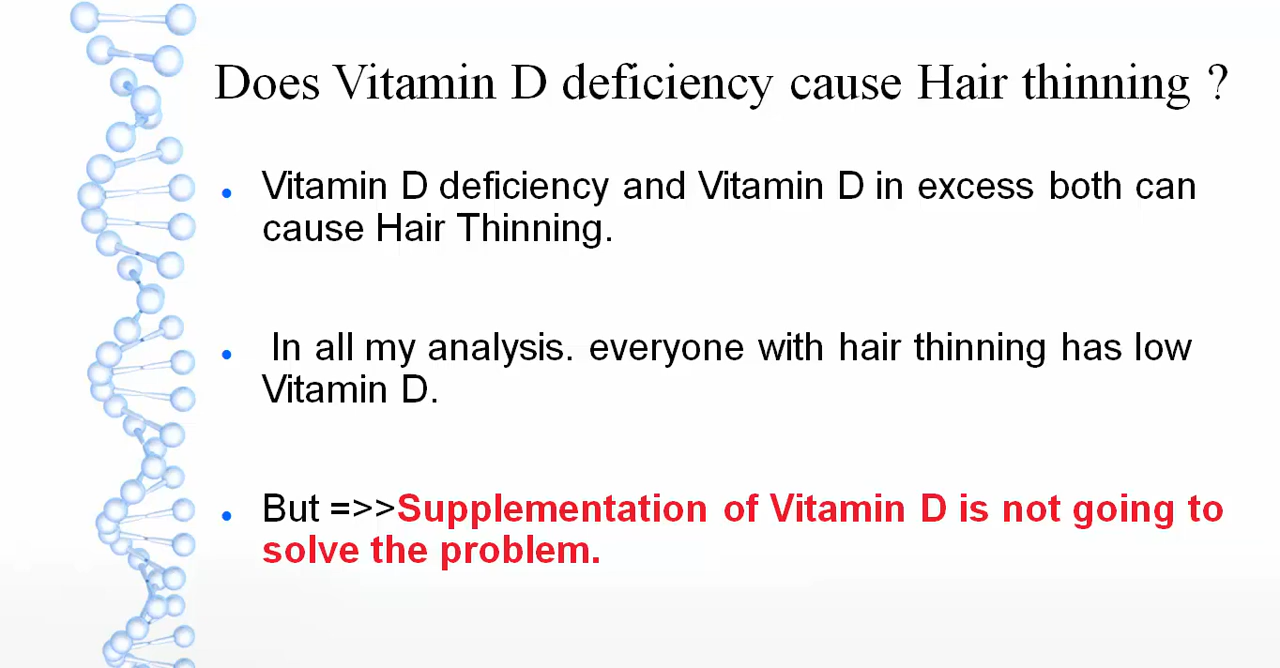 Does Vitamin D deficiency cause Hair thinning ?
• Vitamin D deficiency and Vitamin D in excess both can
cause Hair Thinning.
• In all my analysis. everyone with hair thinning has low
Vitamin D.
• But =>>Supplementation of Vitamin D is not going to
solve the problem.